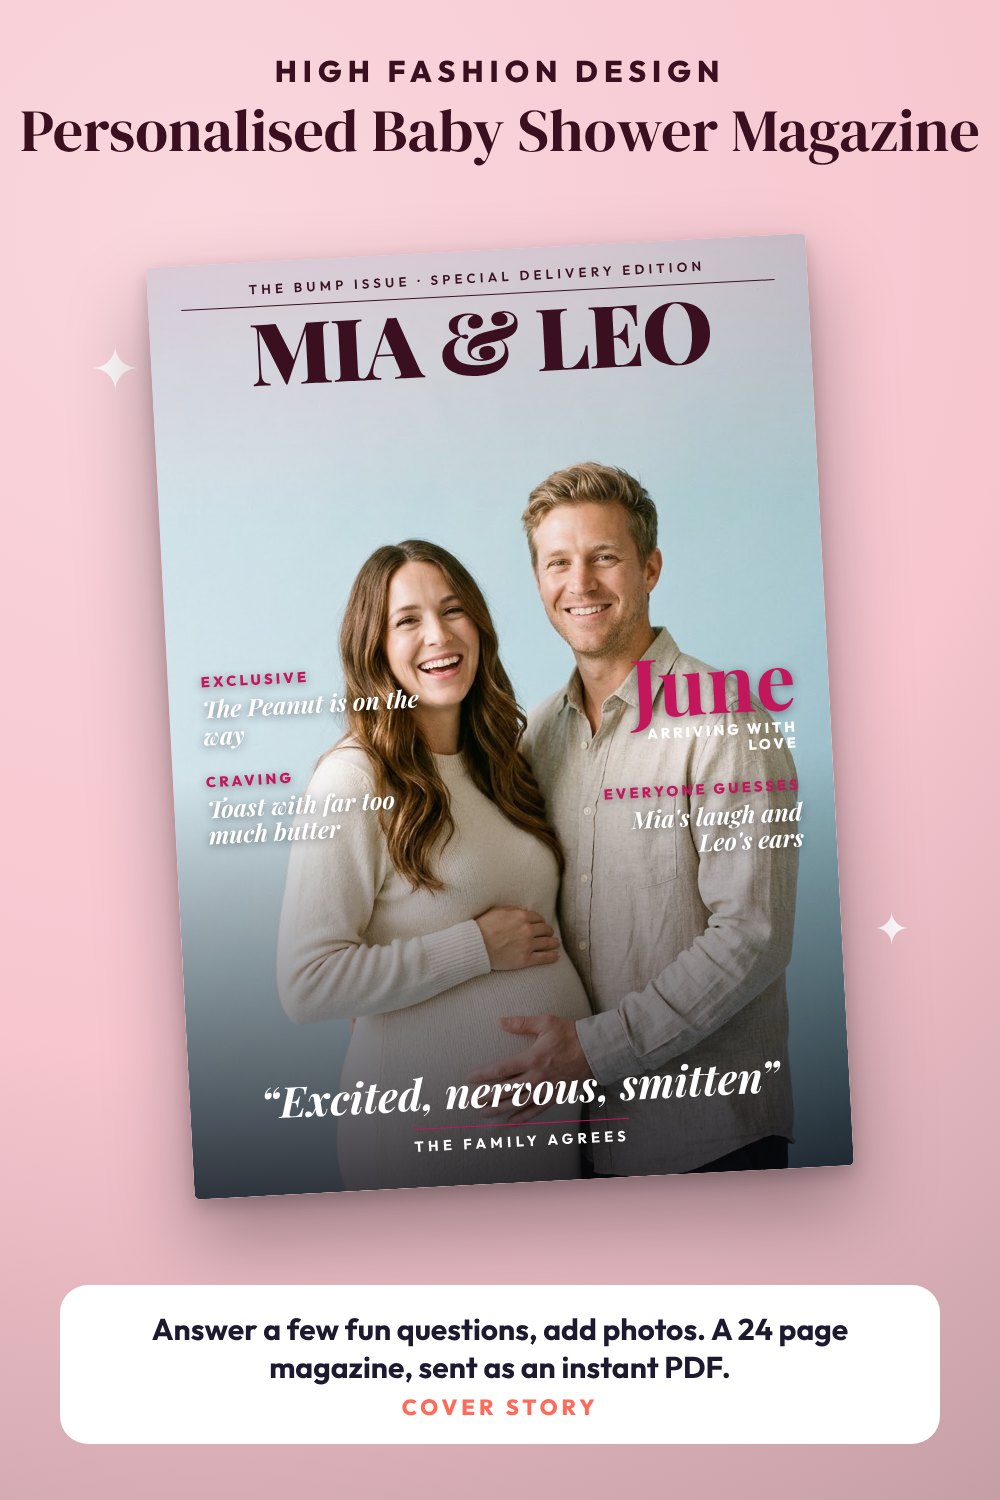 HIGH FASHION DESIGN
Personalised Baby Shower Magazine
THE BUMP ISSUE · SPECIAL DELIVERY EDITION
MIA & LEO
EXCLUSIVE
The Peanut is on the
way
CRAVING
Toast with far too
much butter
June
ARRIVING WITH
LOVE
EVERYONE GUESSES
Mia's laugh and
Leo's ears
“Excited, nervous, smitten”
THE FAMILY AGREES
Answer a few fun questions, add photos. A 24 page
magazine, sent as an instant PDF.
COVER STORY